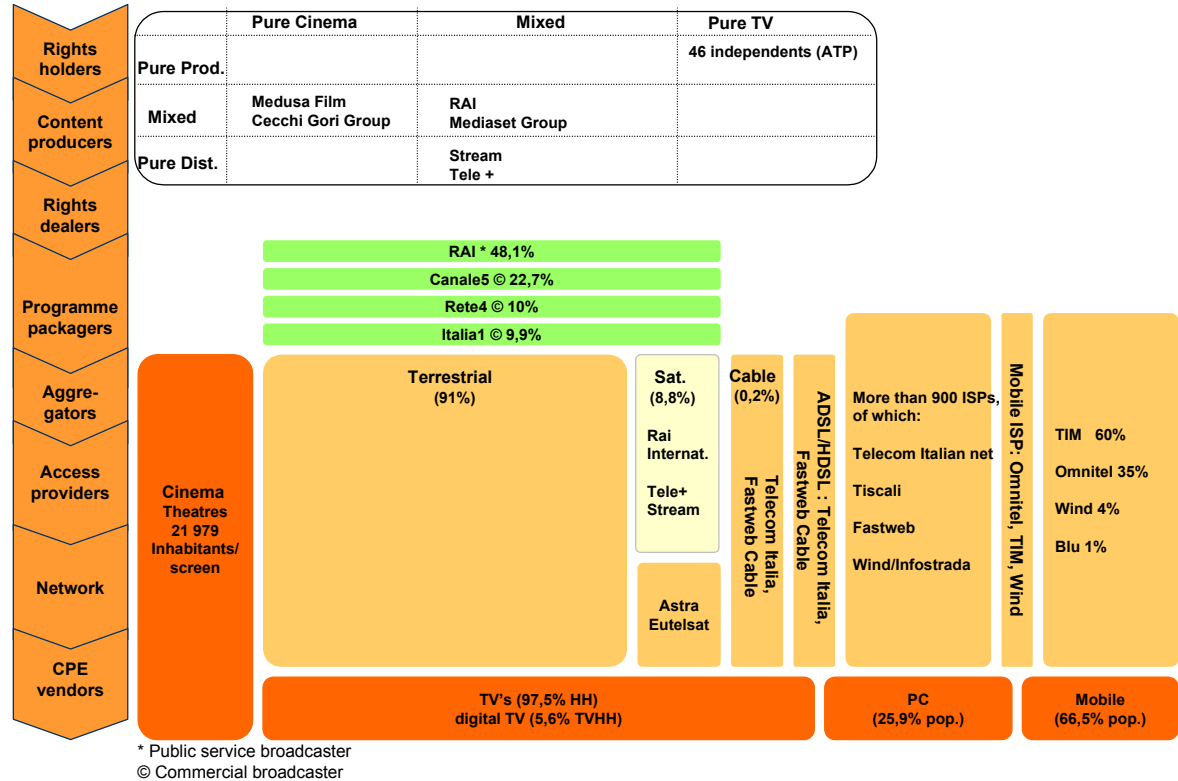 Pure Cinema
Mixed
Pure TV
Rights
holders
46 independents (ATP)
Pure Prod.
Content
producers
Mixed
Medusa Film
Cecchi Gori Group
RAI
Mediaset Group
Pure Dist.
Stream
Tele +
Rights
dealers
Programme
packagers
RAI * 48,1%
Canale5 © 22,7%
Rete4 © 10%
Italia1 © 9,9%
Aggre-
gators
Access
providers
Network
CPE
vendors
Cinema
Theatres
21 979
Inhabitants/
screen
Terrestrial
(91%)
Sat.
(8,8%)
Rai
Internat.
Tele+
Stream
Astra
Eutelsat
Cable
(0,2%)
Telecom Italia,
Fastweb Cable
ADSL/HDSL : Telecom Italia,
Fastweb Cable
More than 900 ISPs,
of which:
Telecom Italian net
Tiscali
Fastweb
Wind/Infostrada
Mobile ISP: Omnitel, TIM, Wind
TIM 60%
Omnitel 35%
Wind 4%
Blu 1%
TV's (97,5% HH)
digital TV (5,6% TVHH)
PC
(25,9% pop.)
Mobile
(66,5% pop.)
* Public service broadcaster
© Commercial broadcaster